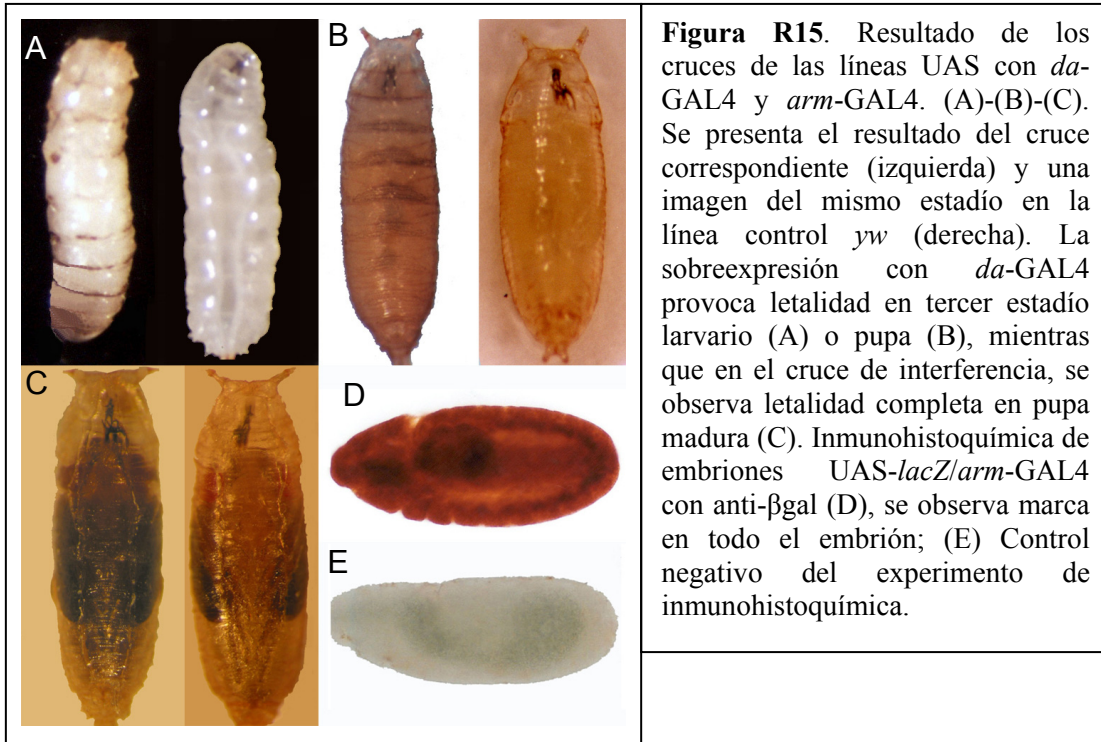 A
B
C
D
E
Figura R15. Resultado de los
cruces de las líneas UAS con da-
GAL4 y arm-GAL4. (A)-(B)-(C).
Se presenta el resultado del cruce
correspondiente (izquierda) y una
imagen del mismo estadío en la
línea control yw (derecha). La
sobreexpresión con da-GAL4
provoca letalidad en tercer estadío
larvario (A) o pupa (B), mientras
que en el cruce de interferencia, se
observa letalidad completa en pupa
madura (C). Inmunohistoquímica de
embriones UAS-lacZ/arm-GAL4
con anti-βgal (D), se observa marca
en todo el embrión; (E) Control
negativo del experimento de
inmunohistoquímica.